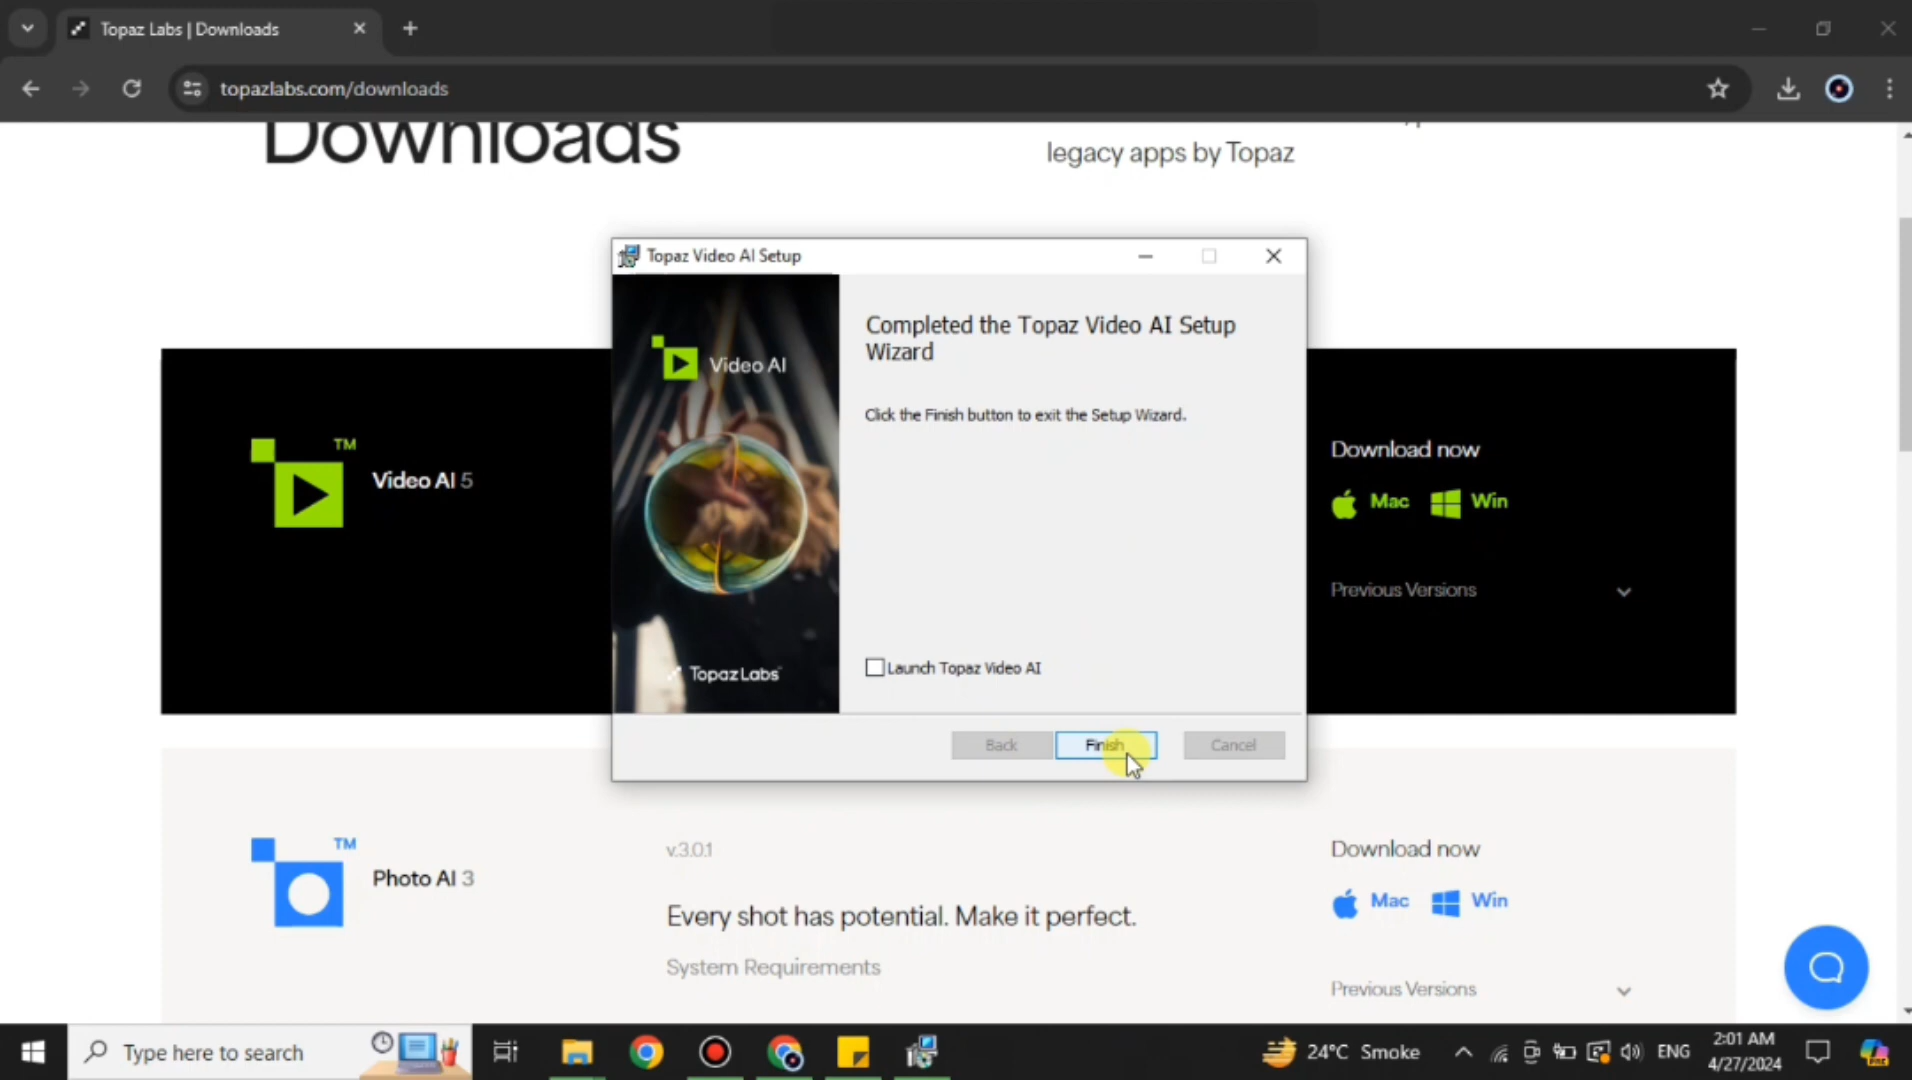 Topaz Labs | Downloads
topazlabs.com/downloads
Downloads
legacy apps by Topaz
Topaz Video AI Setup
Video AI
TopazLabs
Completed the Topaz Video AI Setup
Wizard
Click the Finish button to exit the Setup Wizard.
Launch Topaz Video AI
Back
Finish
Cancel
TM
Video AI 5
Download now
Mac
Win
Previous Versions
TM
Photo AI 3
v.3.0.1
Every shot has potential. Make it perfect.
System Requirements
Download now
Mac
Win
Previous Versions
Type here to search
24°C Smoke
ENG
2:01 AM
4/27/2024